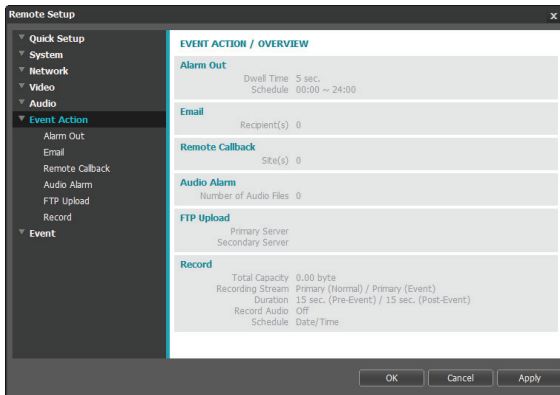 Remote Setup
x
Quick Setup
System
Network
Video
Audio
Event Action
Alarm Out
Email
Remote Callback
Audio Alarm
FTP Upload
Record
Event
EVENT ACTION / OVERVIEW
Alarm Out
Dwell Time 5 sec.
Schedule 00:00 ~ 24:00
Email
Recipient(s) 0
Remote Callback
Site(s) 0
Audio Alarm
Number of Audio Files 0
FTP Upload
Primary Server
Secondary Server
Record
Total Capacity 0.00 byte
Recording Stream Primary (Normal) / Primary (Event)
Duration 15 sec. (Pre-Event) / 15 sec. (Post-Event)
Record Audio Off
Schedule Date/Time
OK Cancel Apply